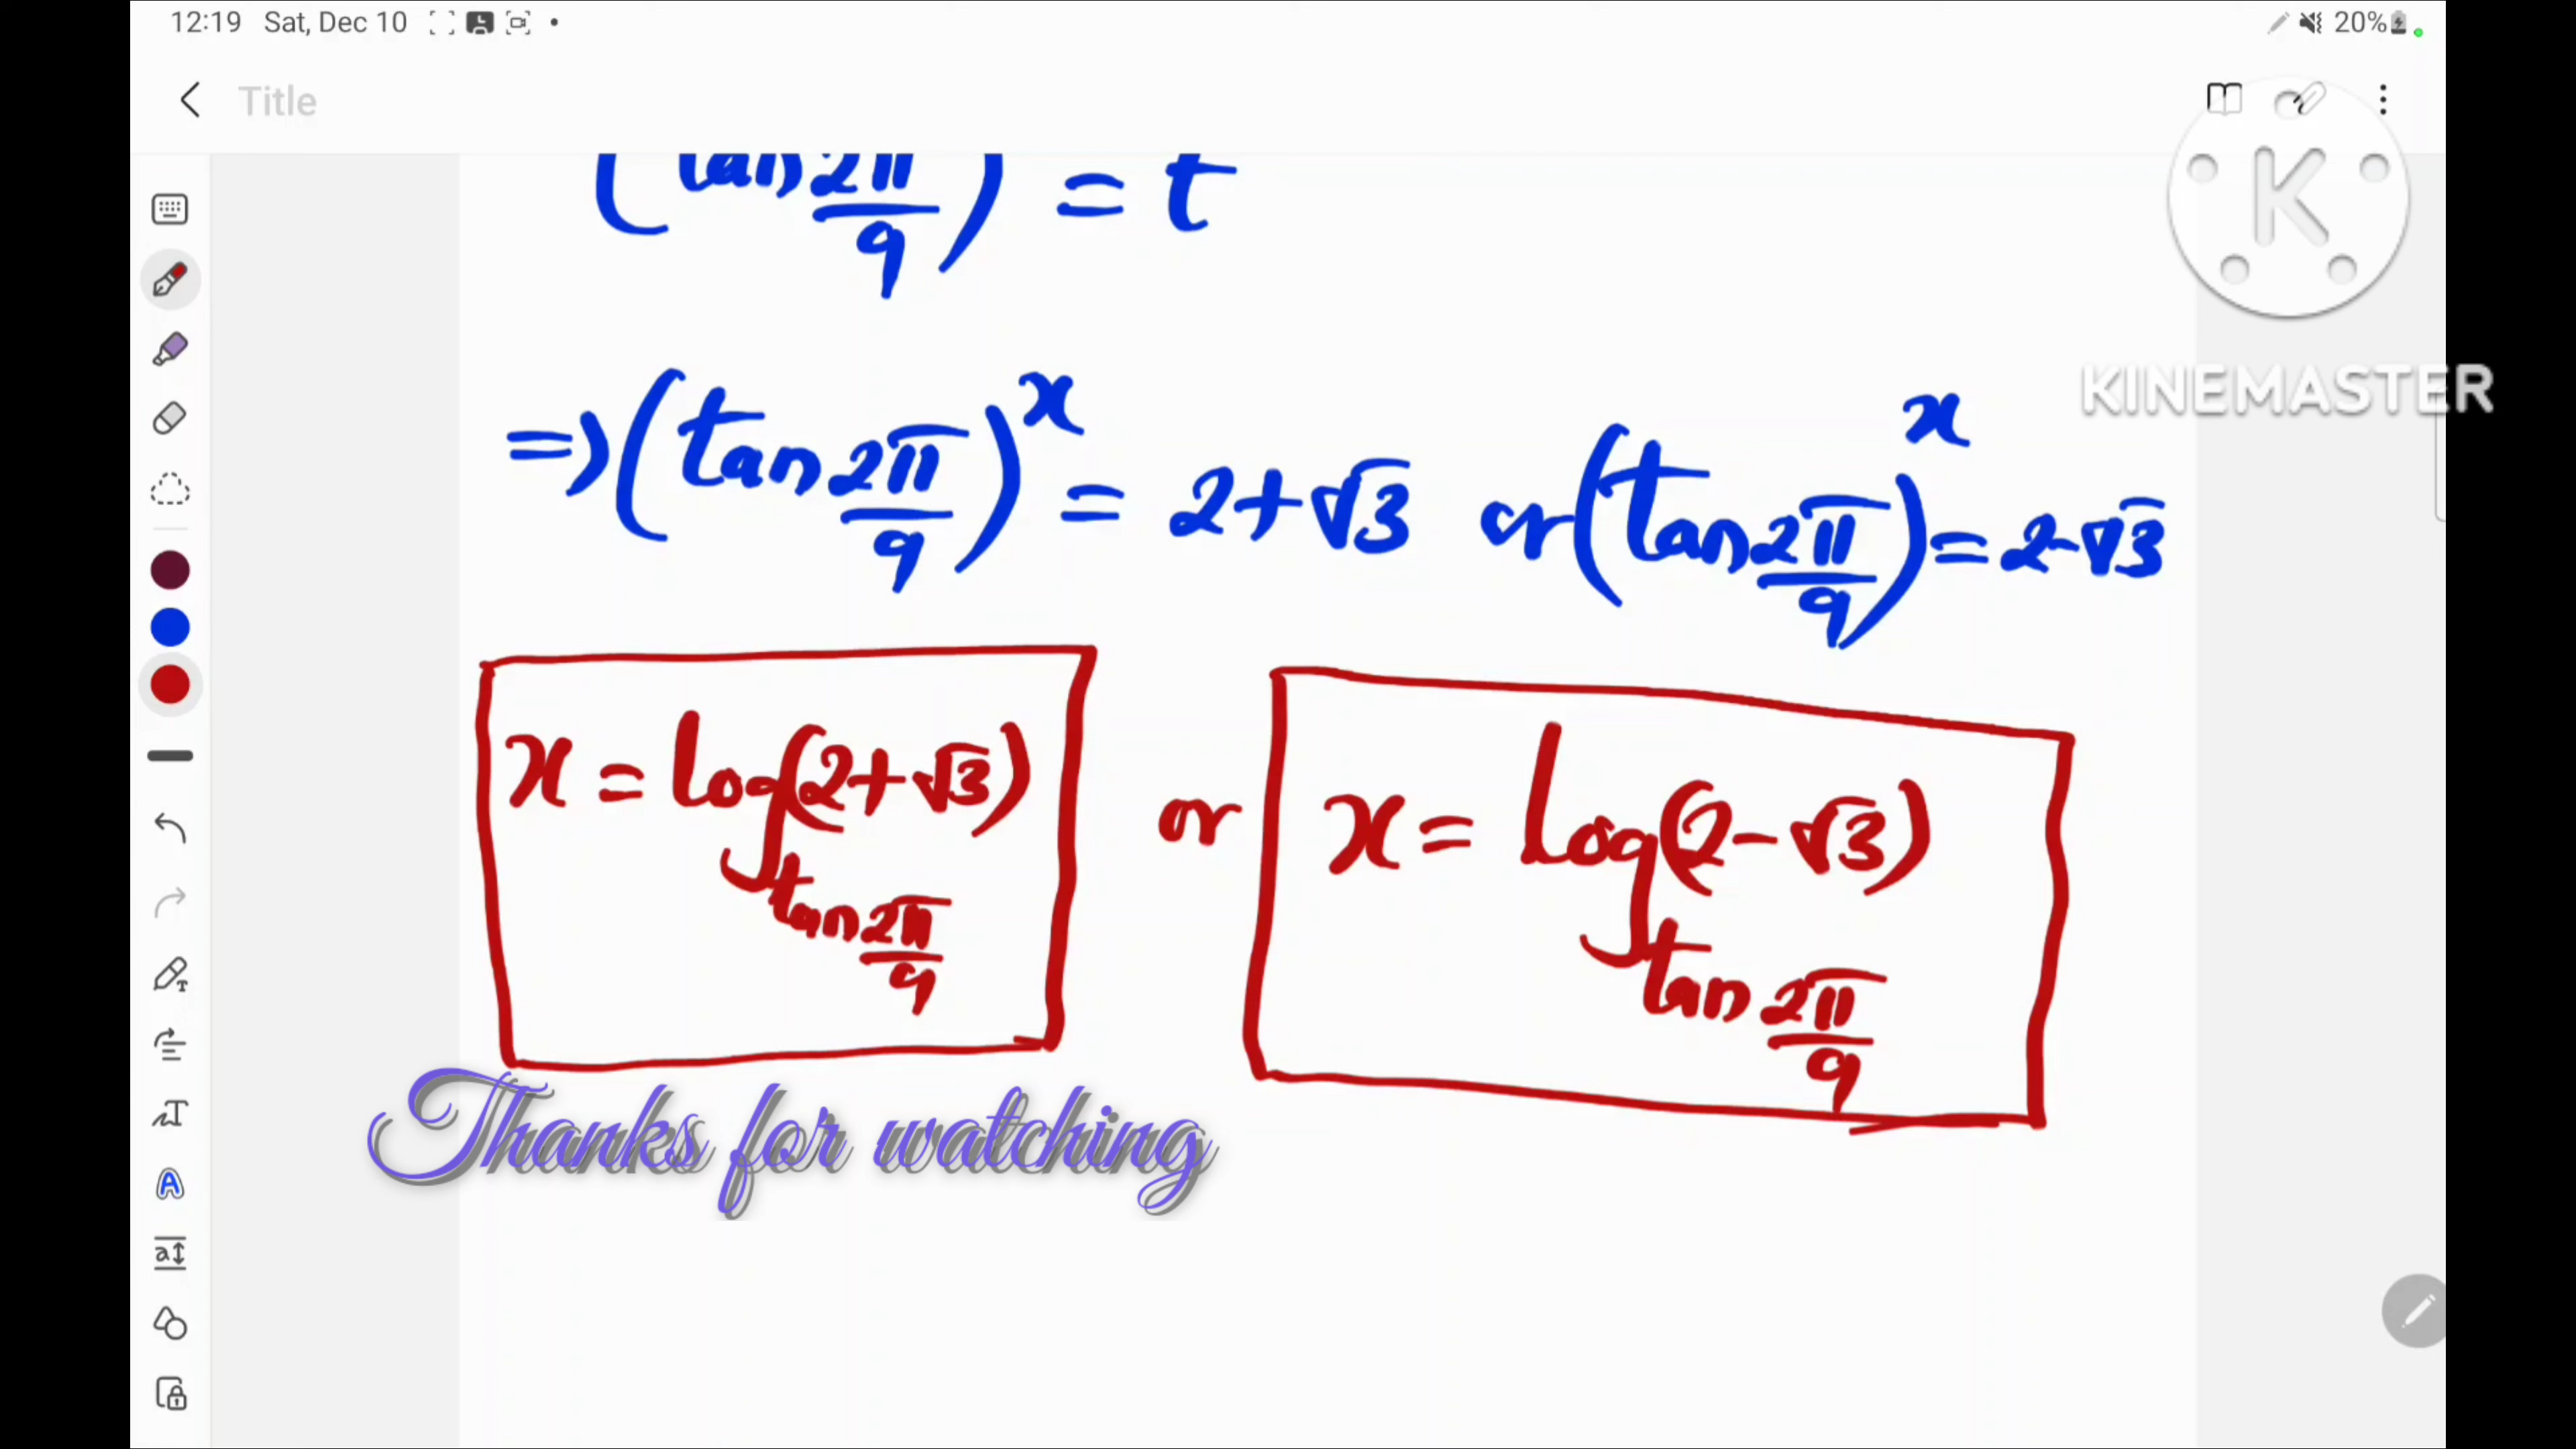 12:19 Sat, Dec 10
20%
Title
K
KINEMASTER
(tan 2π/9) = t
⇒ (tan 2π/9)^x = 2+√3 or (tan 2π/9)^x = 2-√3
x = log_{tan 2π/9}(2+√3) or x = log_{tan 2π/9}(2-√3)
Thanks for watching